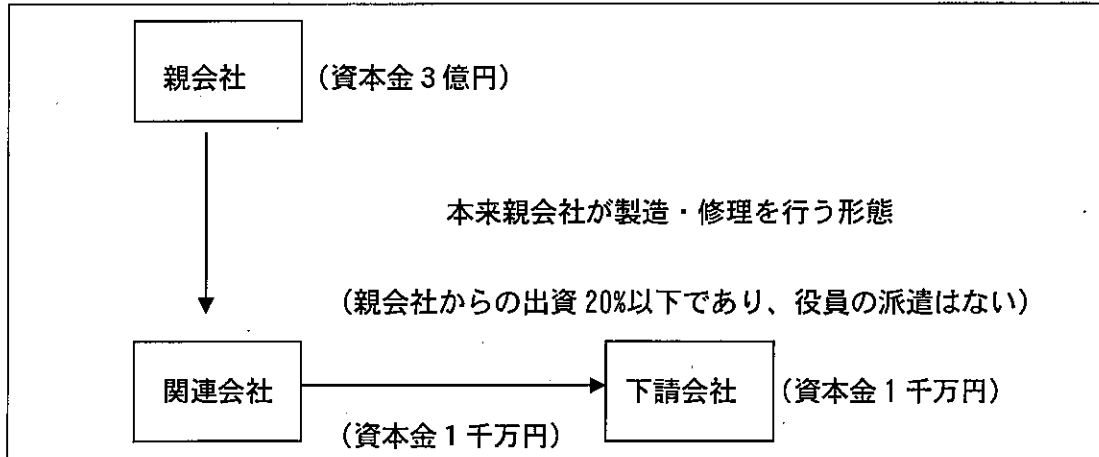 親会社
（資本金３億円）
本来親会社が製造・修理を行う形態
（親会社からの出資 20%以下であり、役員の派遣はない）
関連会社
下請会社
（資本金１千万円）
（資本金１千万円）